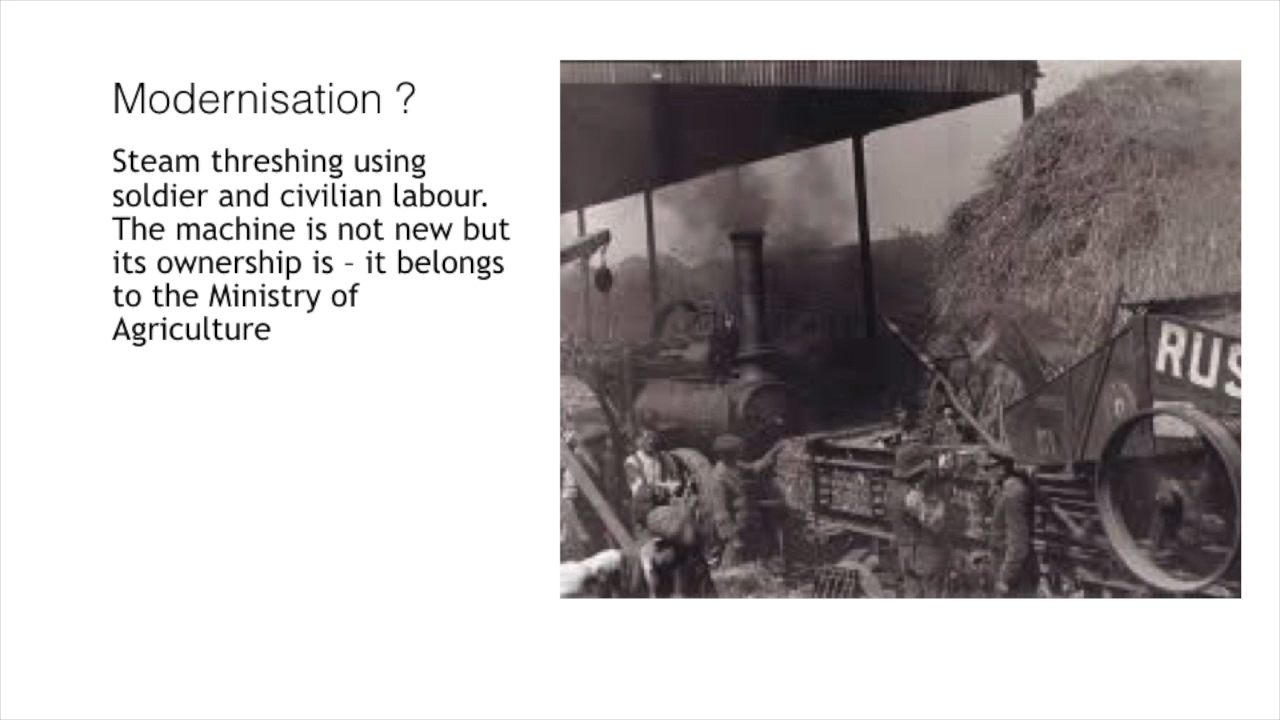 Modernisation ?
Steam threshing using
soldier and civilian labour.
The machine is not new but
its ownership is – it belongs
to the Ministry of
Agriculture
RUS